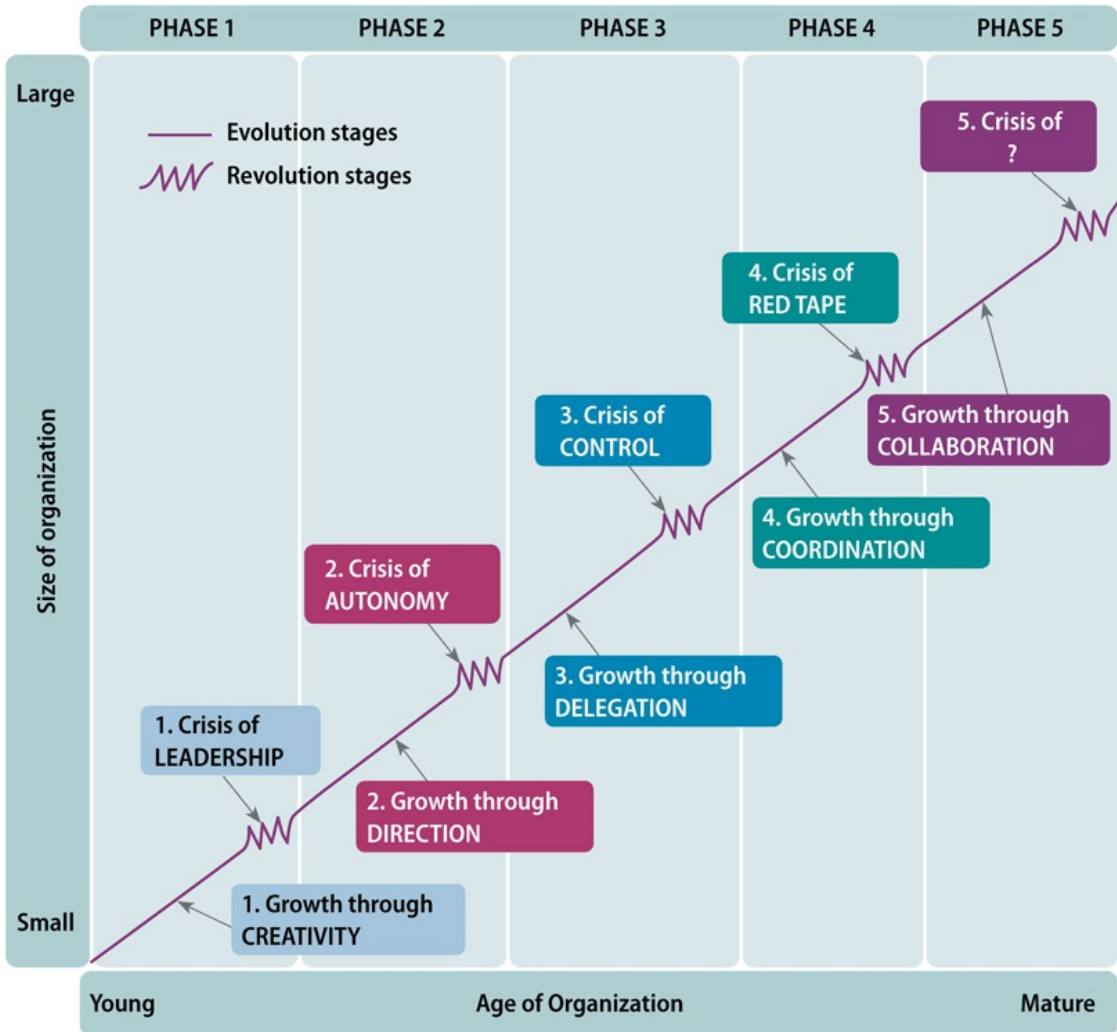 PHASE 1
PHASE 2
PHASE 3
PHASE 4
PHASE 5
Large
Evolution stages
Revolution stages
5. Crisis of
?
4. Crisis of
RED TAPE
3. Crisis of
CONTROL
5. Growth through
COLLABORATION
Size of organization
4. Growth through
COORDINATION
2. Crisis of
AUTONOMY
3. Growth through
DELEGATION
1. Crisis of
LEADERSHIP
2. Growth through
DIRECTION
1. Growth through
CREATIVITY
Small
Young
Age of Organization
Mature